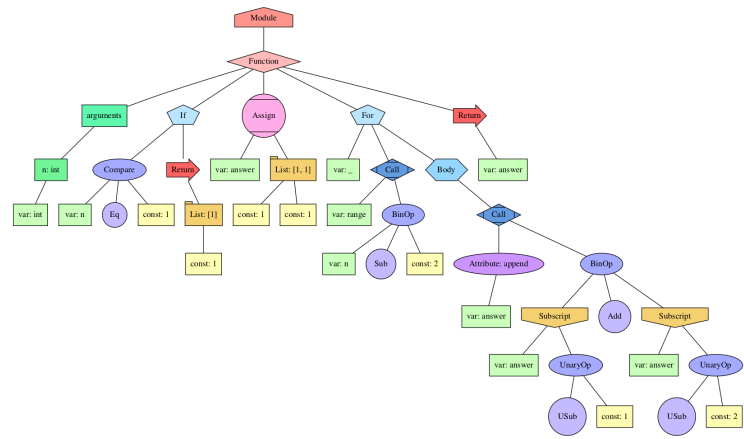 Module
Function
arguments
If
Assign
For
Return
n: int
Compare
Return
var: answer
List: [1, 1]
var: _
Call
Body
var: answer
var: int
var: n
Eq
const: 1
List: [1]
const: 1
const: 1
var: range
BinOp
Call
const: 1
var: n
Sub
const: 2
Attribute: append
BinOp
var: answer
Subscript
Add
Subscript
var: answer
UnaryOp
var: answer
UnaryOp
USub
const: 1
USub
const: 2